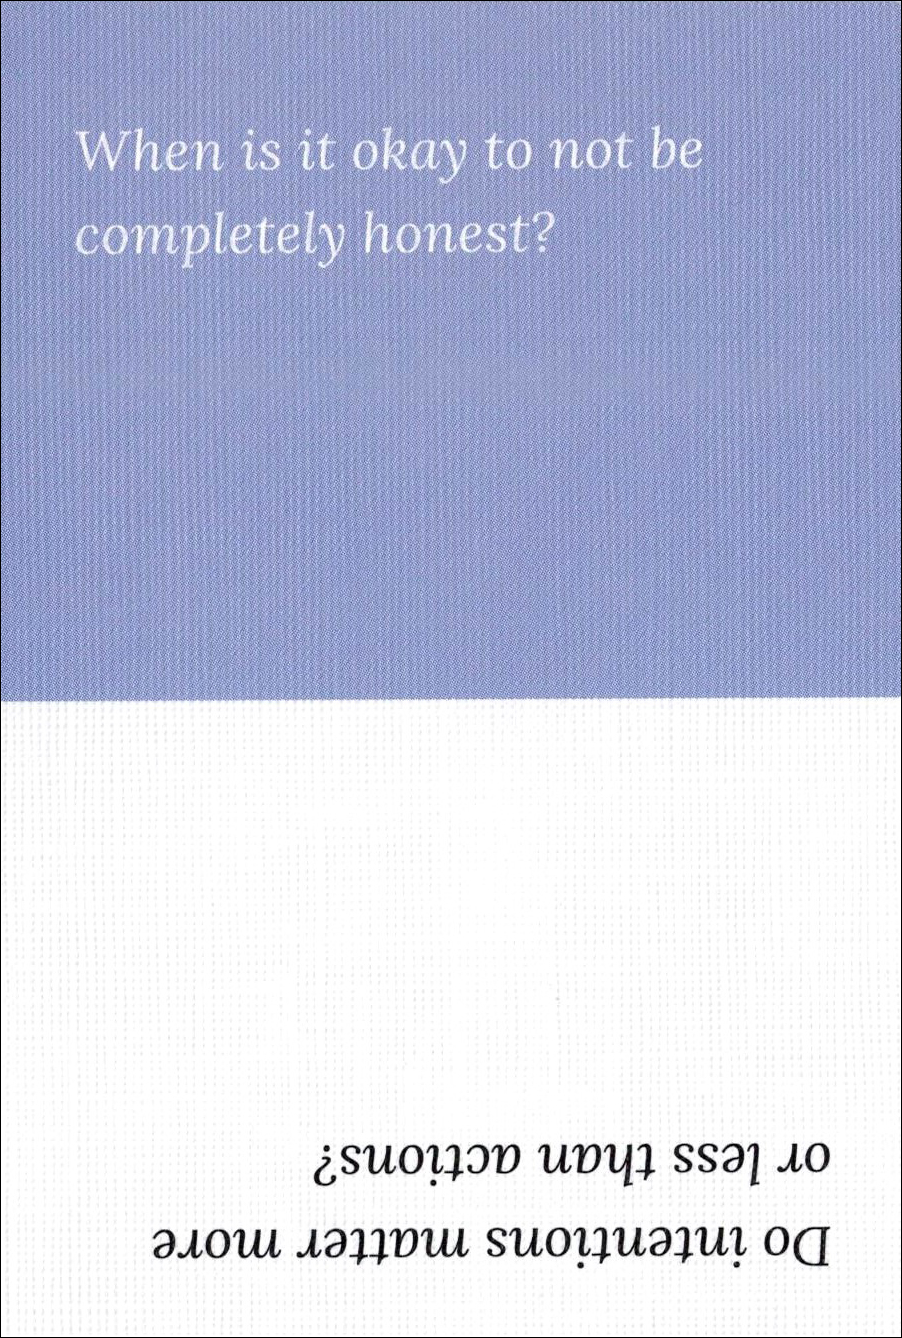 When is it okay to not be
completely honest?
Do intentions matter more
or less than actions?